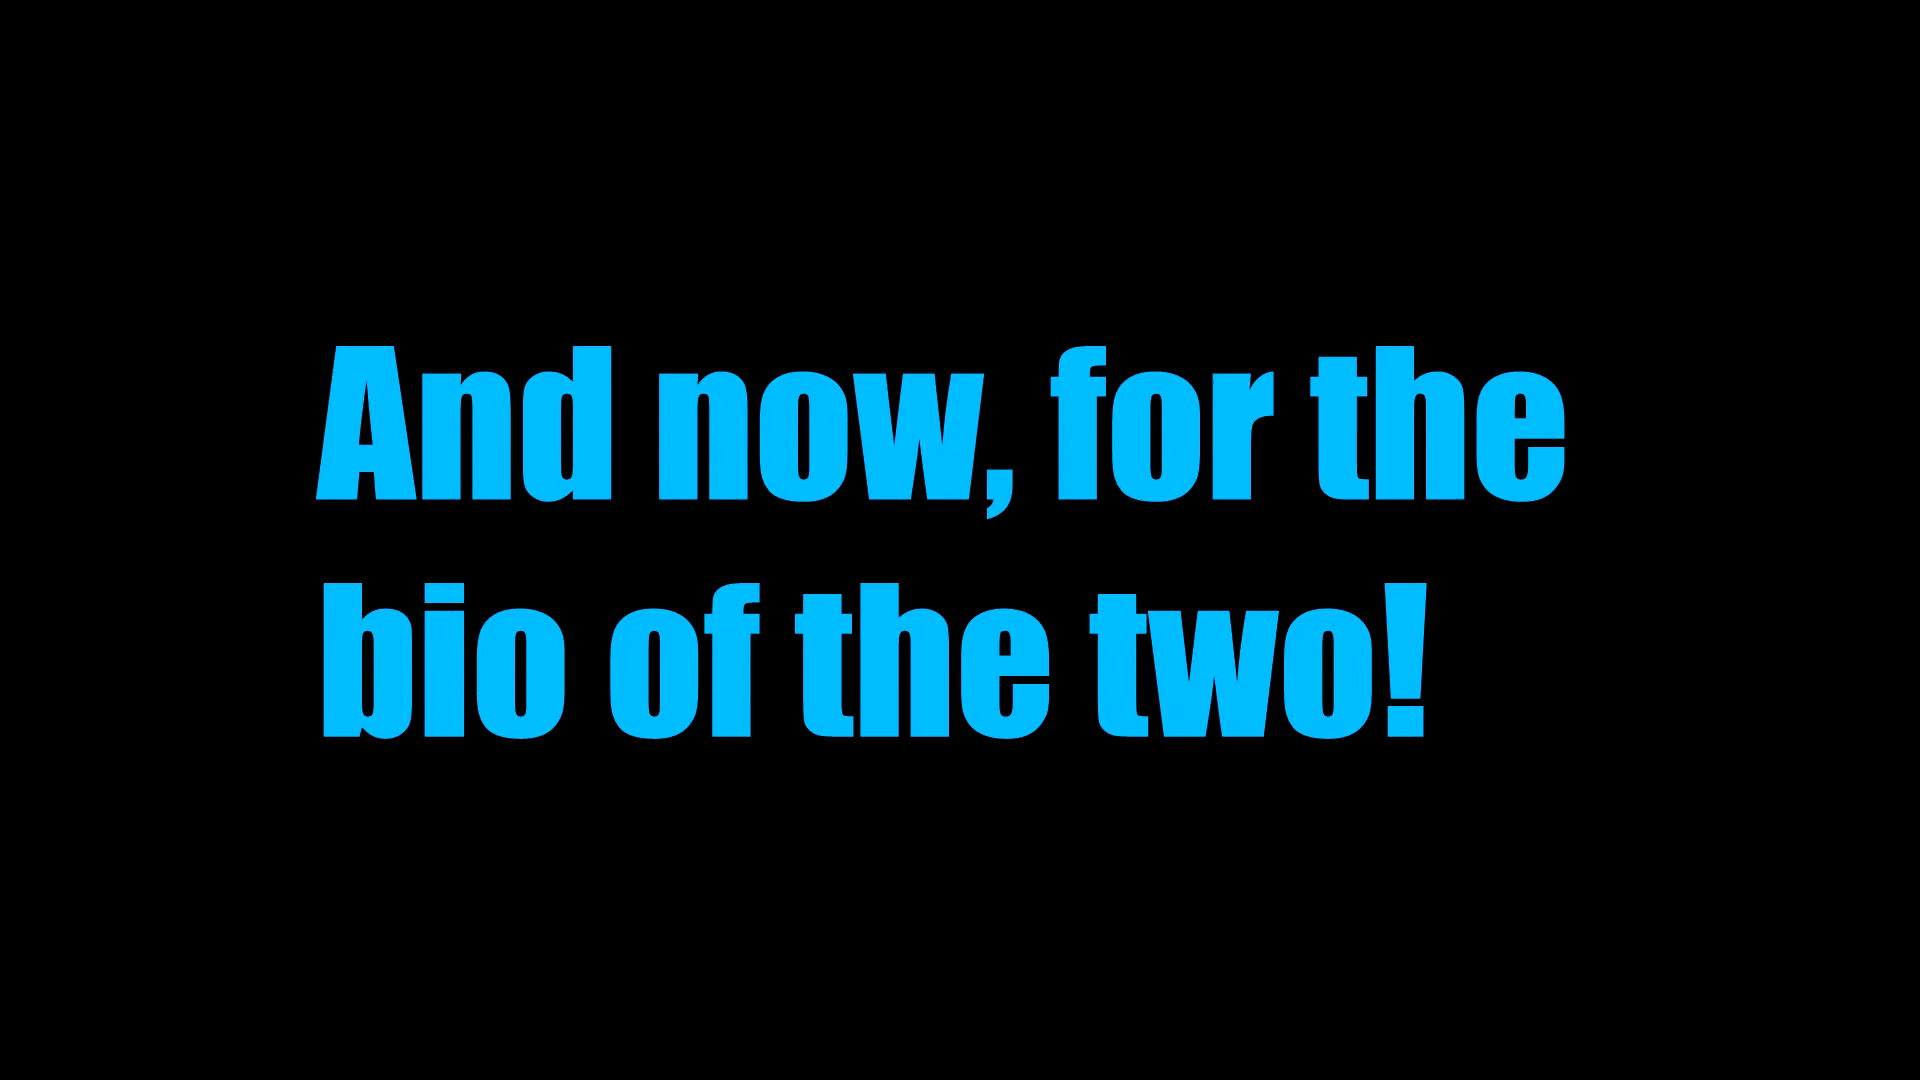 And now, for the
bio of the two!